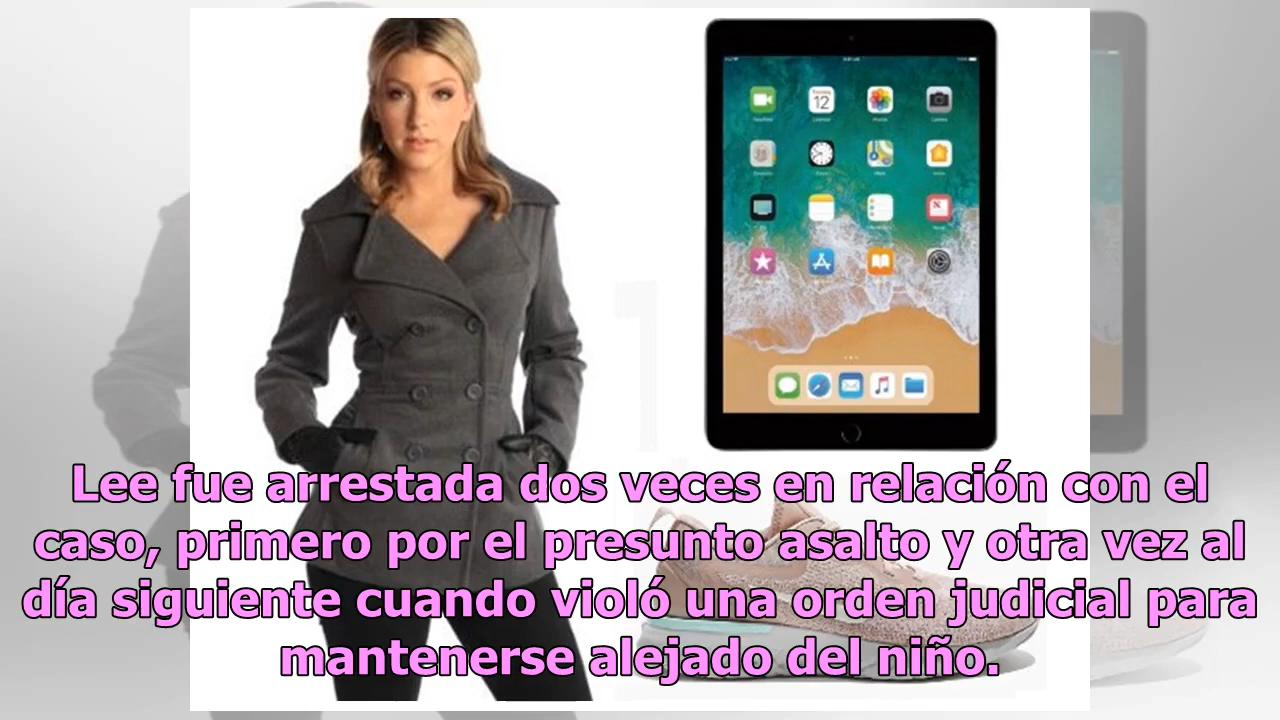 12
Lee fue arrestada dos veces en relación con el
caso, primero por el presunto asalto y otra vez al
día siguiente cuando violó una orden judicial para
mantenerse alejado del niño.